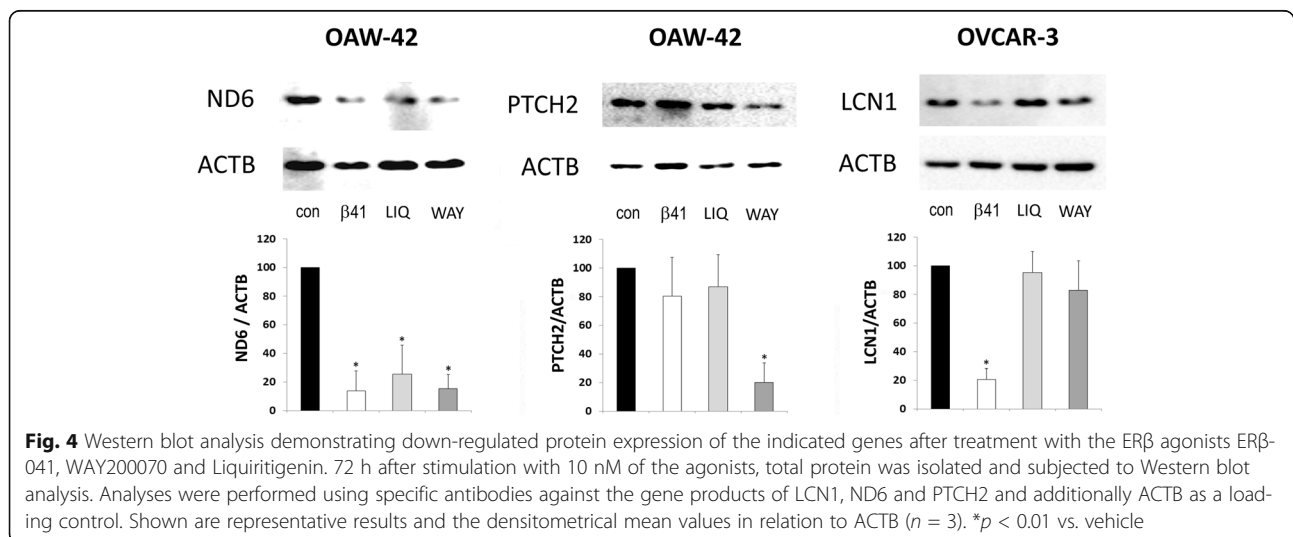 OAW-42 OAW-42 OVCAR-3
ND6 PTCH2 LCN1
ACTB ACTB ACTB
con β41 LIQ WAY con β41 LIQ WAY con β41 LIQ WAY
ND6 / ACTB
120
100
80
60
40
20
0
* * *
PTCH2/ACTB
120
100
80
60
40
20
0
*
LCN1/ACTB
120
100
80
60
40
20
0
*
Fig. 4 Western blot analysis demonstrating down-regulated protein expression of the indicated genes after treatment with the ERβ agonists ERβ-
041, WAY200070 and Liquiritigenin. 72 h after stimulation with 10 nM of the agonists, total protein was isolated and subjected to Western blot
analysis. Analyses were performed using specific antibodies against the gene products of LCN1, ND6 and PTCH2 and additionally ACTB as a load-
ing control. Shown are representative results and the densitometrical mean values in relation to ACTB (n = 3). *p < 0.01 vs. vehicle